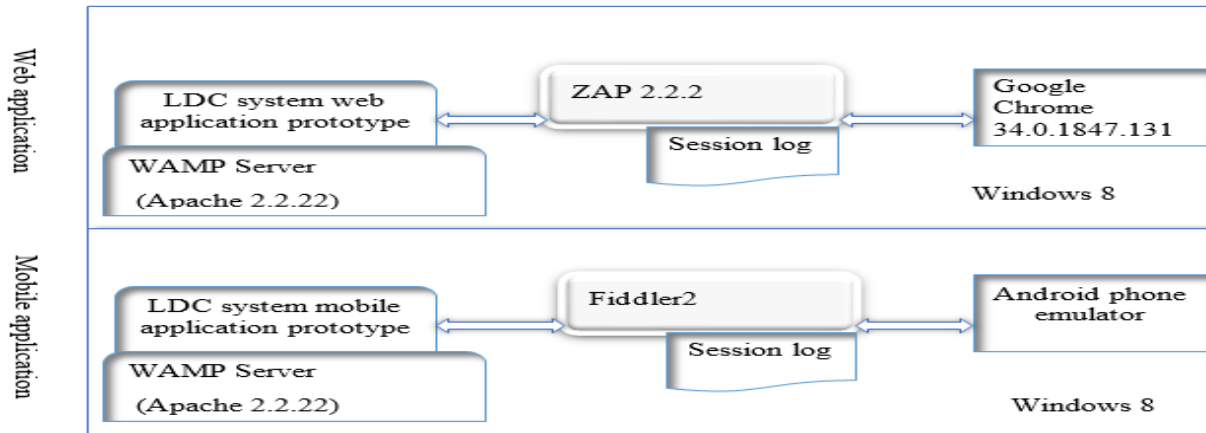 Web application
LDC system web
application prototype
WAMP Server
(Apache 2.2.22)
ZAP 2.2.2
Session log
Google
Chrome
34.0.1847.131
Windows 8
Mobile application
LDC system mobile
application prototype
WAMP Server
(Apache 2.2.22)
Fiddler2
Session log
Android phone
emulator
Windows 8